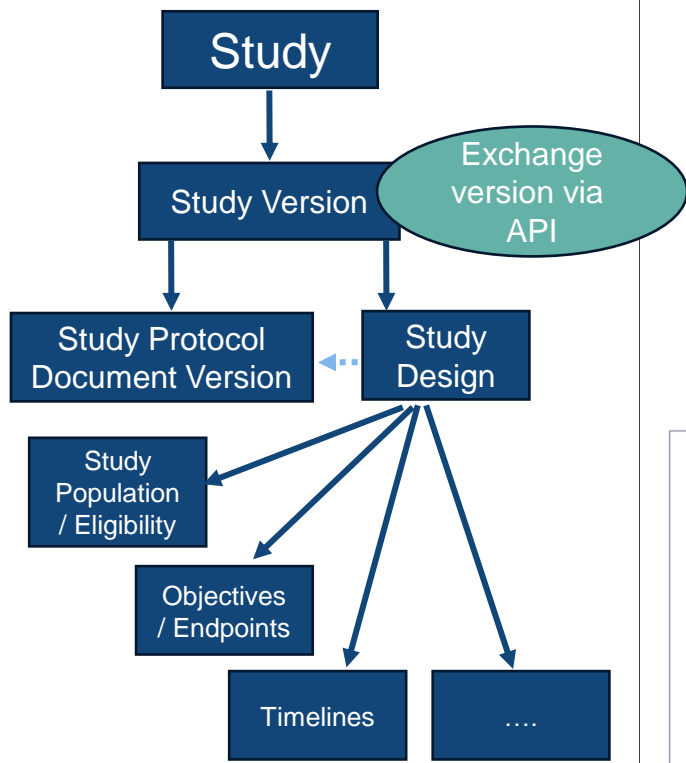 Study
Study Version
Exchange
version via
API
Study Protocol
Document Version
Study
Design
Study
Population
/ Eligibility
Objectives
/ Endpoints
Timelines
....